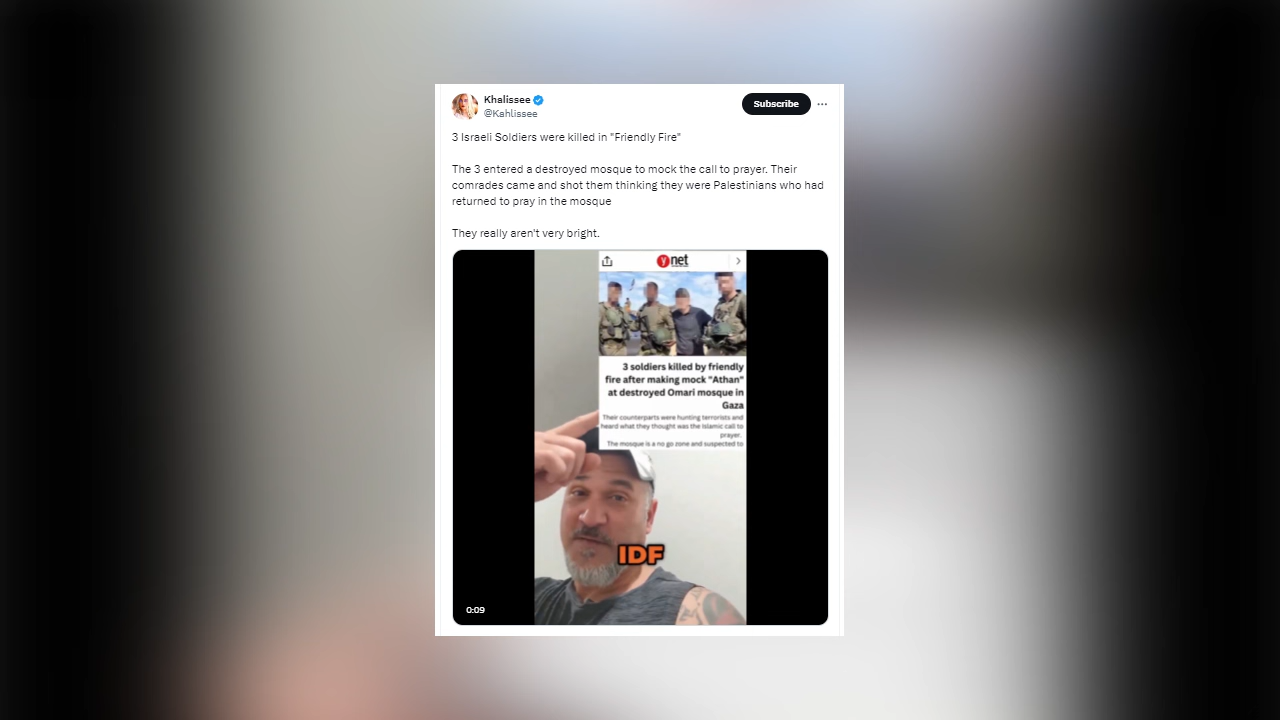 Khalissee
@Kahlissee
Subscribe
3 Israeli Soldiers were killed in "Friendly Fire"
The 3 entered a destroyed mosque to mock the call to prayer. Their
comrades came and shot them thinking they were Palestinians who had
returned to pray in the mosque
They really aren't very bright.
ynet
3 soldiers killed by friendly
fire after making mock "Athan"
at destroyed Omari mosque in
Gaza
Their counterparts were hunting terrorists and
heard what they thought was the Islamic call to
prayer.
The mosque is a no go zone and suspected to
IDF
0:09